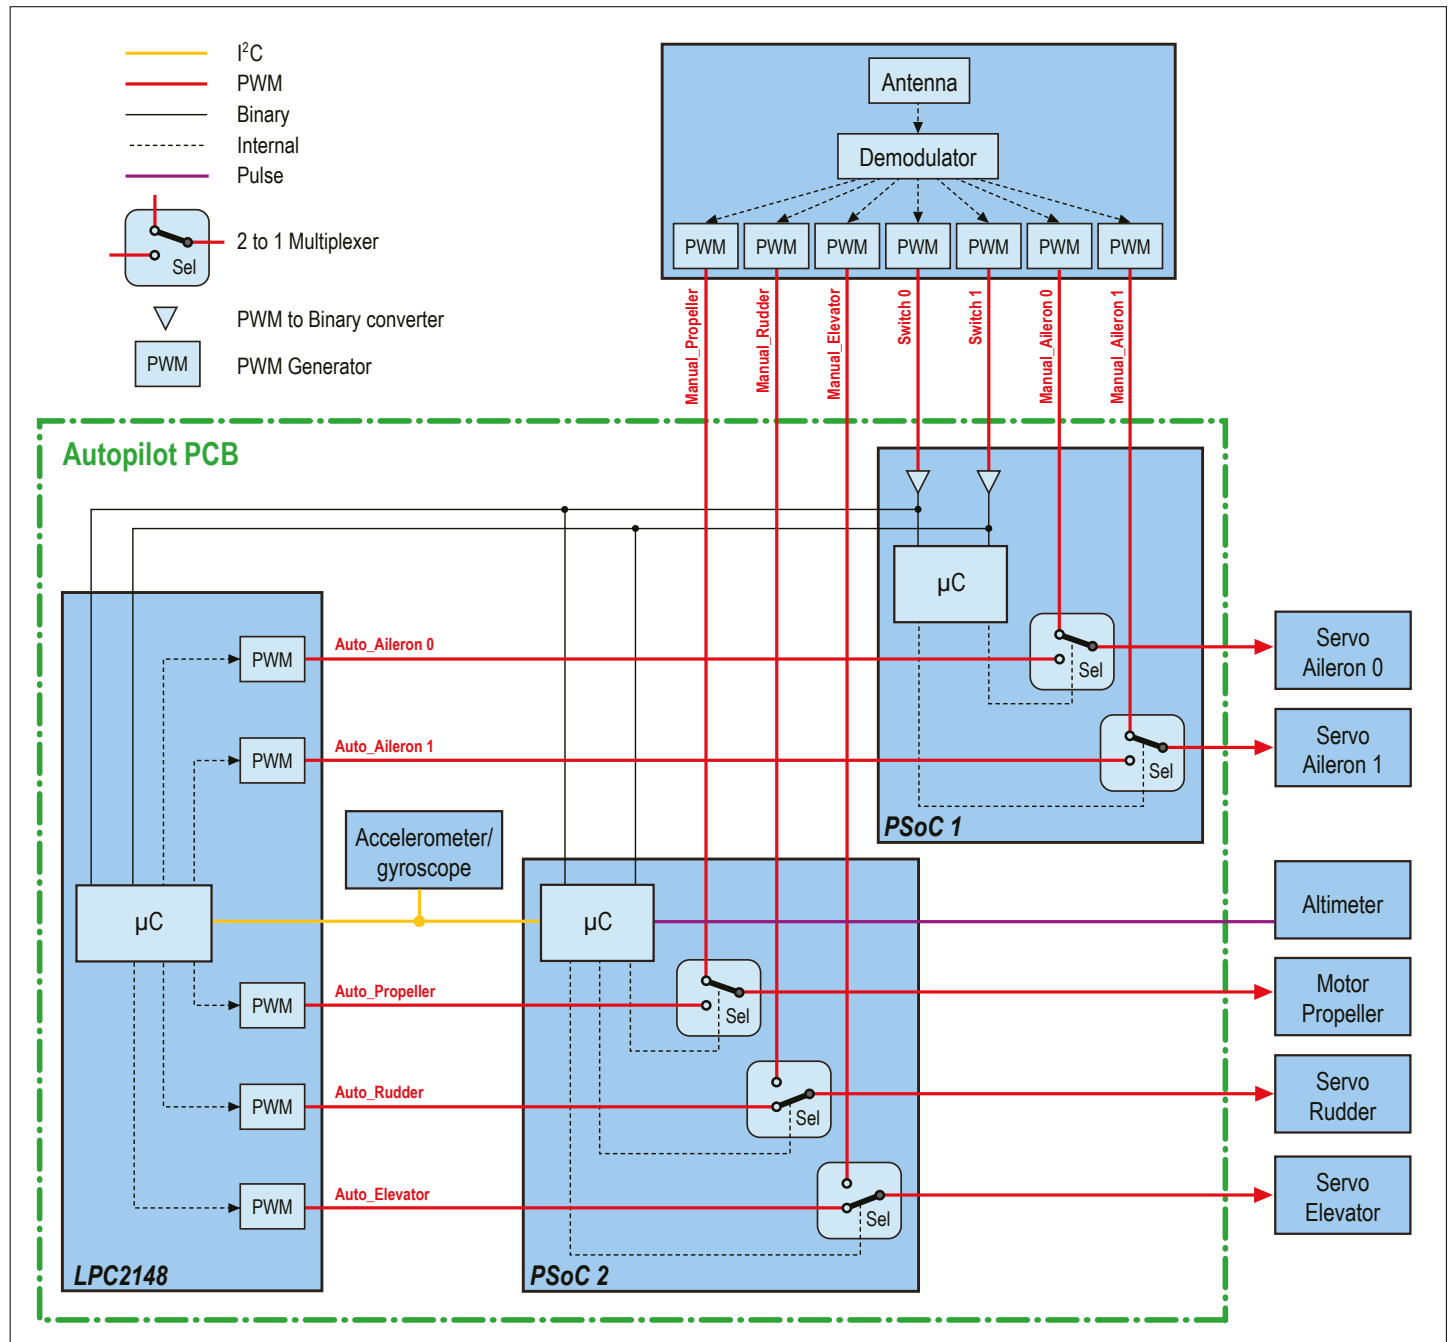 I²C
PWM
Binary
Internal
Pulse
Sel
2 to 1 Multiplexer
PWM to Binary converter
PWM
PWM Generator
Antenna
Demodulator
PWM
PWM
PWM
PWM
PWM
PWM
PWM
Manual_Propeller
Manual_Rudder
Manual_Elevator
Switch 0
Switch 1
Manual_Aileron 0
Manual_Aileron 1
Autopilot PCB
µC
Sel
Sel
PSoC 1
Servo
Aileron 0
Servo
Aileron 1
PWM
Auto_Aileron 0
PWM
Auto_Aileron 1
Accelerometer/
gyroscope
µC
µC
Altimeter
PWM
Auto_Propeller
Sel
Motor
Propeller
PWM
Auto_Rudder
Sel
Servo
Rudder
PWM
Auto_Elevator
Sel
Servo
Elevator
LPC2148
PSoC 2